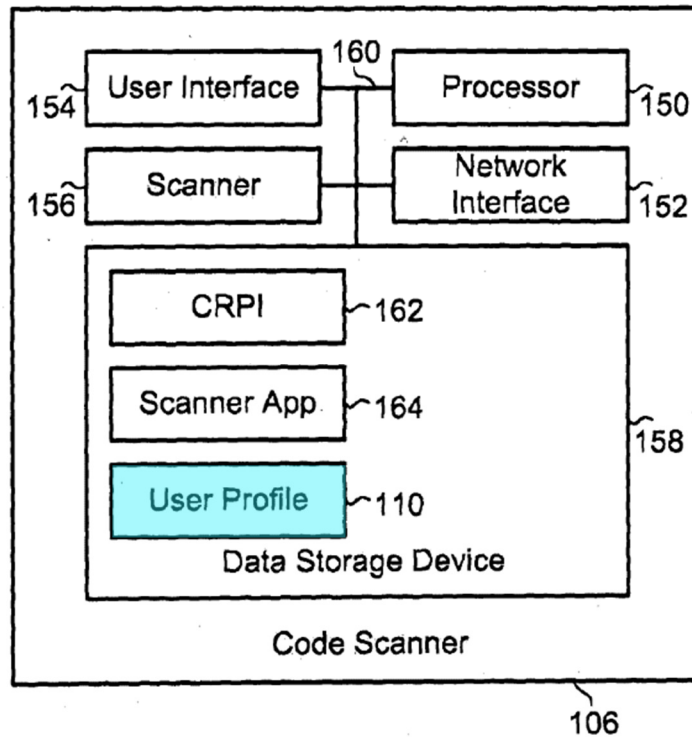 160
User Interface
Processor
154
150
Scanner
Network
Interface
156
152
CRPI
162
Scanner App
164
158
User Profile
110
Data Storage Device
Code Scanner
106